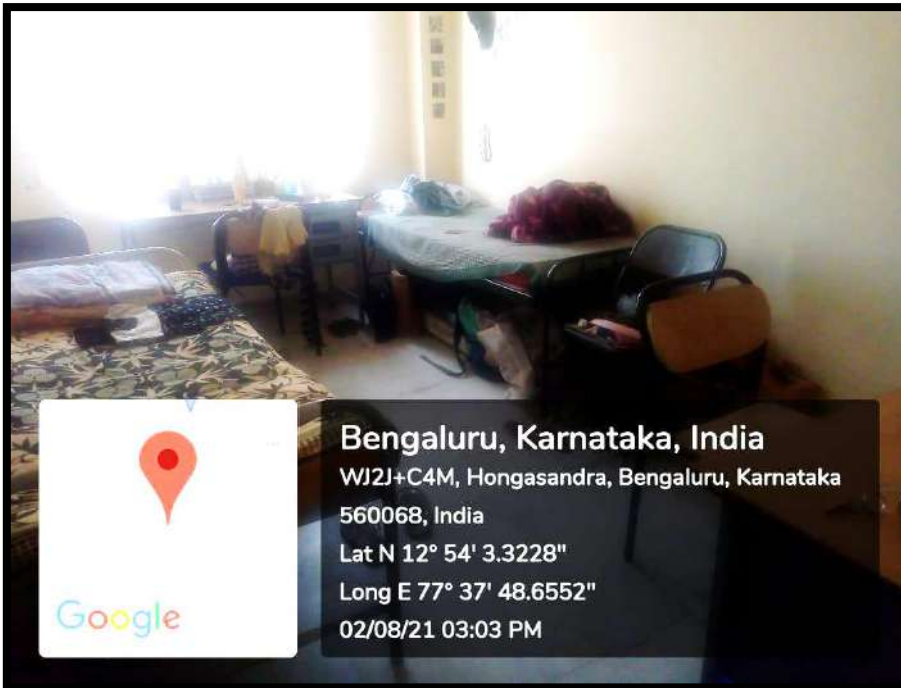 Bengaluru, Karnataka, India
WJ2J+C4M, Hongasandra, Bengaluru, Karnataka
560068, India
Lat N 12° 54' 3.3228"
Long E 77° 37' 48.6552"
02/08/21 03:03 PM
Google